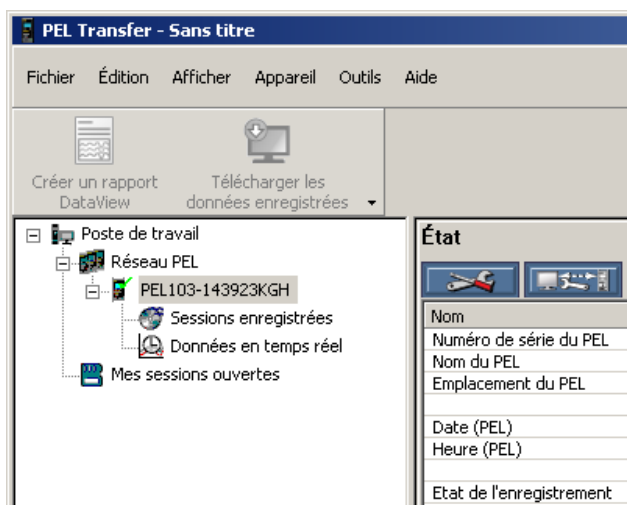 PEL Transfer - Sans titre
Fichier Édition Afficher Appareil Outils Aide
Créer un rapport
DataView
Télécharger les
données enregistrées
Poste de travail
Réseau PEL
PEL103-143923KGH
Sessions enregistrées
Données en temps réel
Mes sessions ouvertes
État
Nom
Numéro de série du PEL
Nom du PEL
Emplacement du PEL
Date (PEL)
Heure (PEL)
Etat de l'enregistrement